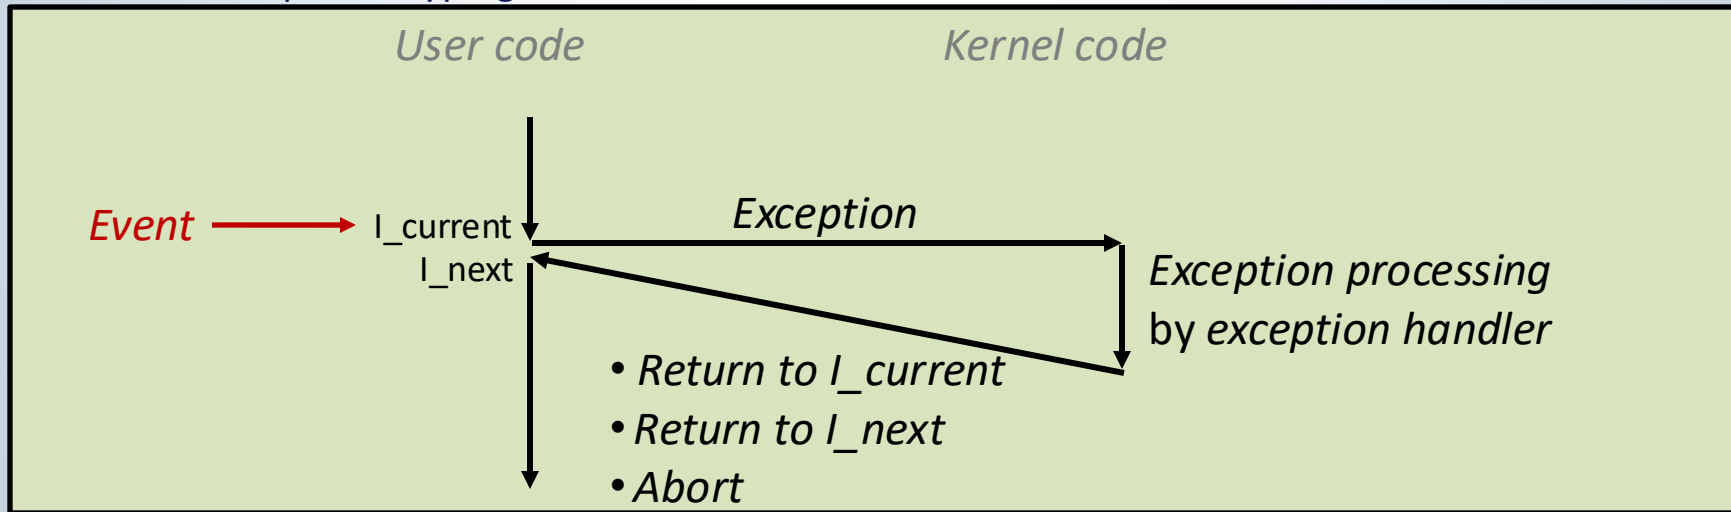 User code Kernel code
Event I_current Exception
I_next Exception processing
by exception handler
• Return to I_current
• Return to I_next
• Abort